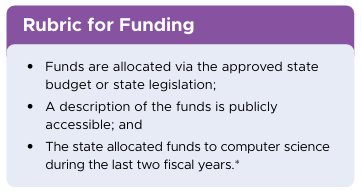 Rubric for Funding
• Funds are allocated via the approved state
budget or state legislation;
• A description of the funds is publicly
accessible; and
• The state allocated funds to computer science
during the last two fiscal years.*